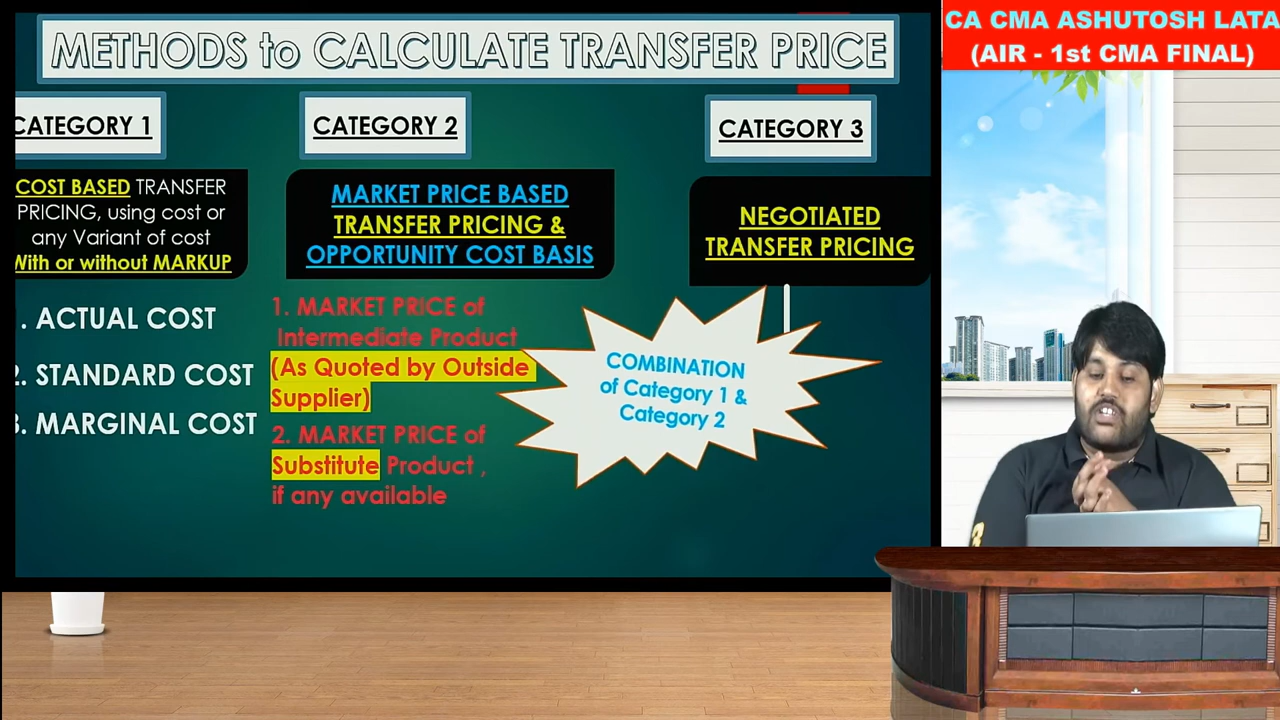 METHODS to CALCULATE TRANSFER PRICE
CA CMA ASHUTOSH LATA
(AIR - 1st CMA FINAL)
CATEGORY 1
COST BASED TRANSFER
PRICING, using cost or
any Variant of cost
With or without MARKUP
1. ACTUAL COST
2. STANDARD COST
3. MARGINAL COST
CATEGORY 2
MARKET PRICE BASED
TRANSFER PRICING &
OPPORTUNITY COST BASIS
1. MARKET PRICE of
Intermediate Product
(As Quoted by Outside
Supplier)
2. MARKET PRICE of
Substitute Product ,
if any available
CATEGORY 3
NEGOTIATED
TRANSFER PRICING
COMBINATION
of Category 1 &
Category 2